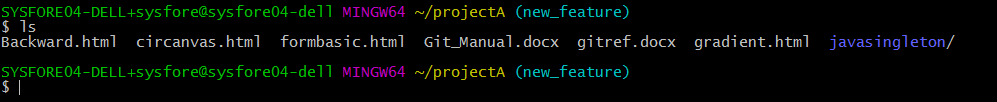 SYSFORE04-DELL+sysfore@sysfore04-dell MINGW64 ~/projectA (new_feature)
$ ls
Backward.html  circanvas.html  formbasic.html  Git_Manual.docx  gitref.docx  gradient.html  javasingleton/
SYSFORE04-DELL+sysfore@sysfore04-dell MINGW64 ~/projectA (new_feature)
$